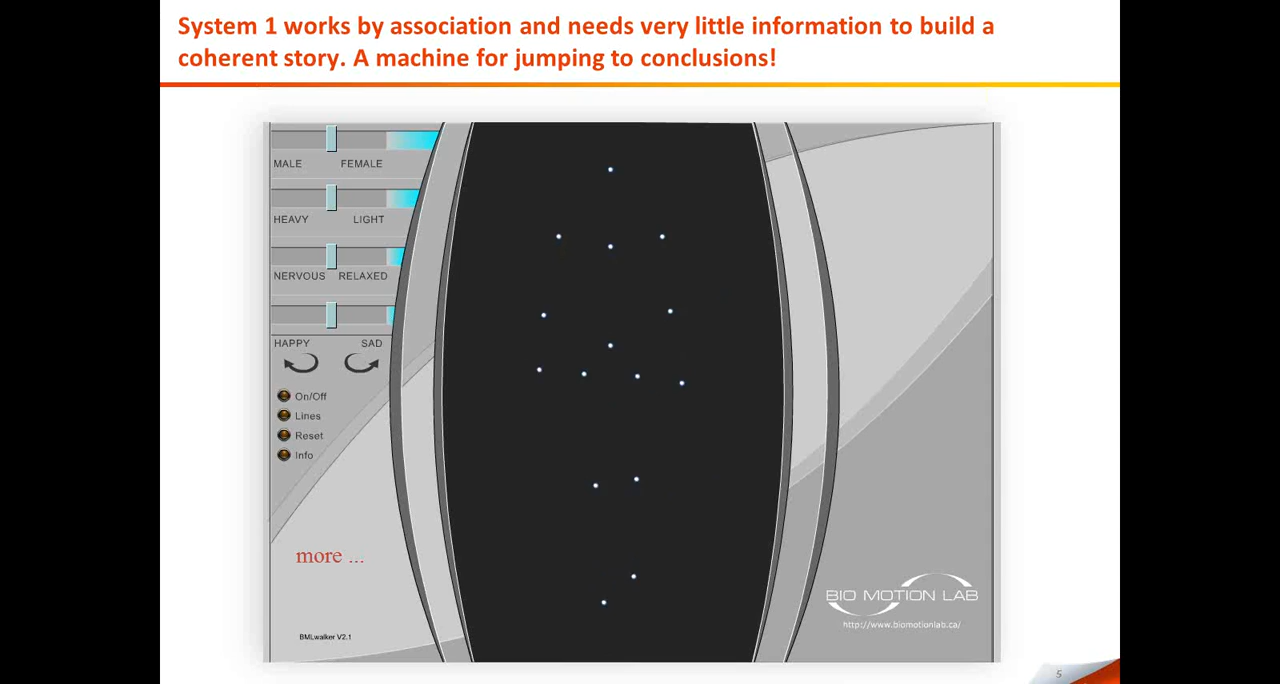 System 1 works by association and needs very little information to build a
coherent story. A machine for jumping to conclusions!
MALE FEMALE
HEAVY LIGHT
NERVOUS RELAXED
HAPPY SAD
On/Off
Lines
Reset
Info
more ...
BMLwalker V2.1
BIO MOTION LAB
http://www.biomotionlab.ca/
5